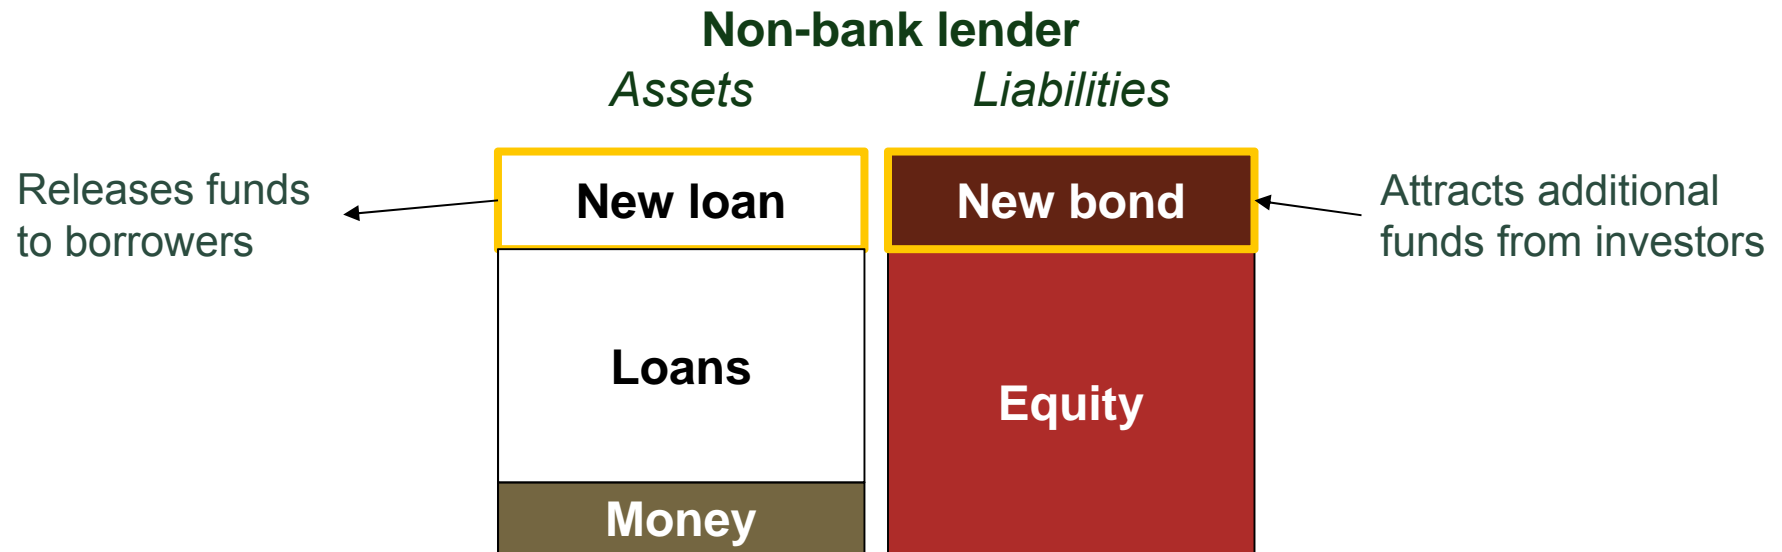 Non-bank lender
Assets Liabilities
Releases funds
to borrowers
New loan
New bond
Attracts additional
funds from investors
Loans
Equity
Money